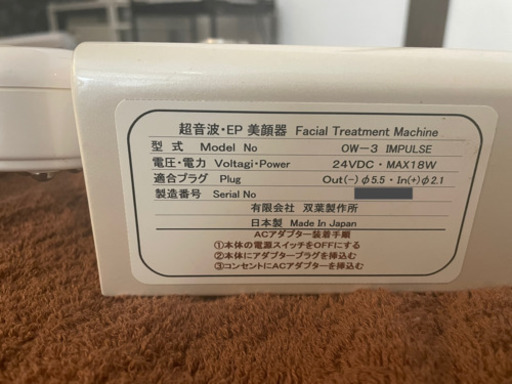 超音波・EP 美顔器 Facial Treatment Machine
型 式 Model No OW-3 IMPULSE
電圧・電力 Voltagi・Power 24VDC・MAX18W
適合プラグ Plug Out(-)φ5.5・In(+)φ2.1
製造番号 Serial No
有限会社 双葉製作所
日本製 Made In Japan
ACアダプター装着手順
①本体の電源スイッチをOFFにする
②本体にアダプタープラグを挿込む
③コンセントにACアダプターを挿込む